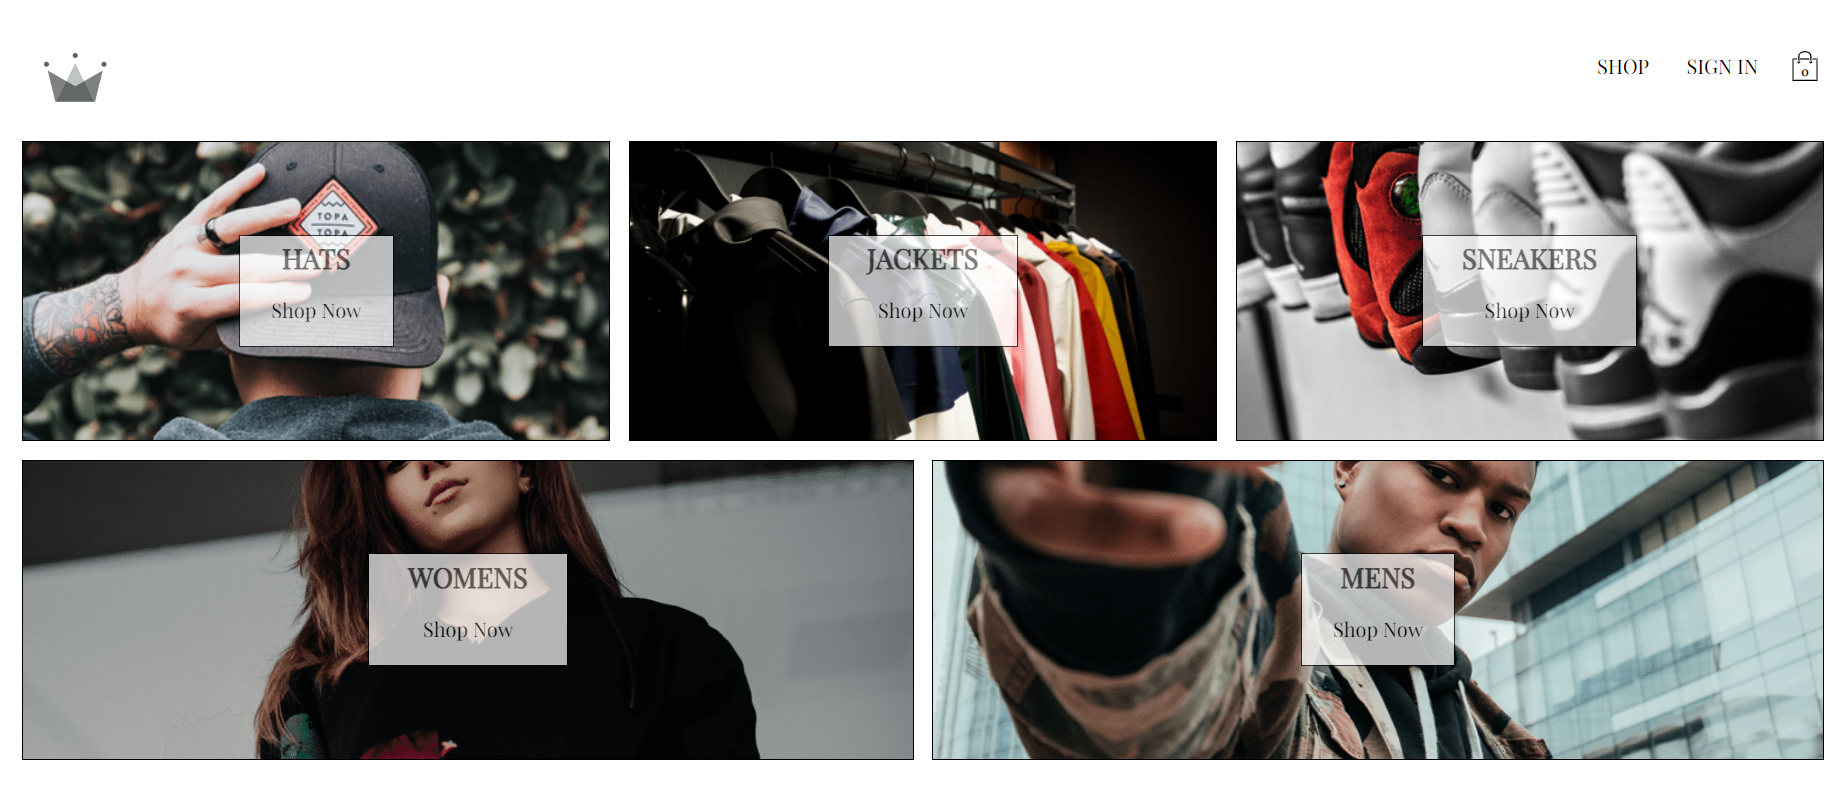 SHOP SIGN IN 0
TOPA
TOPA
HATS
Shop Now
JACKETS
Shop Now
SNEAKERS
Shop Now
WOMENS
Shop Now
MENS
Shop Now